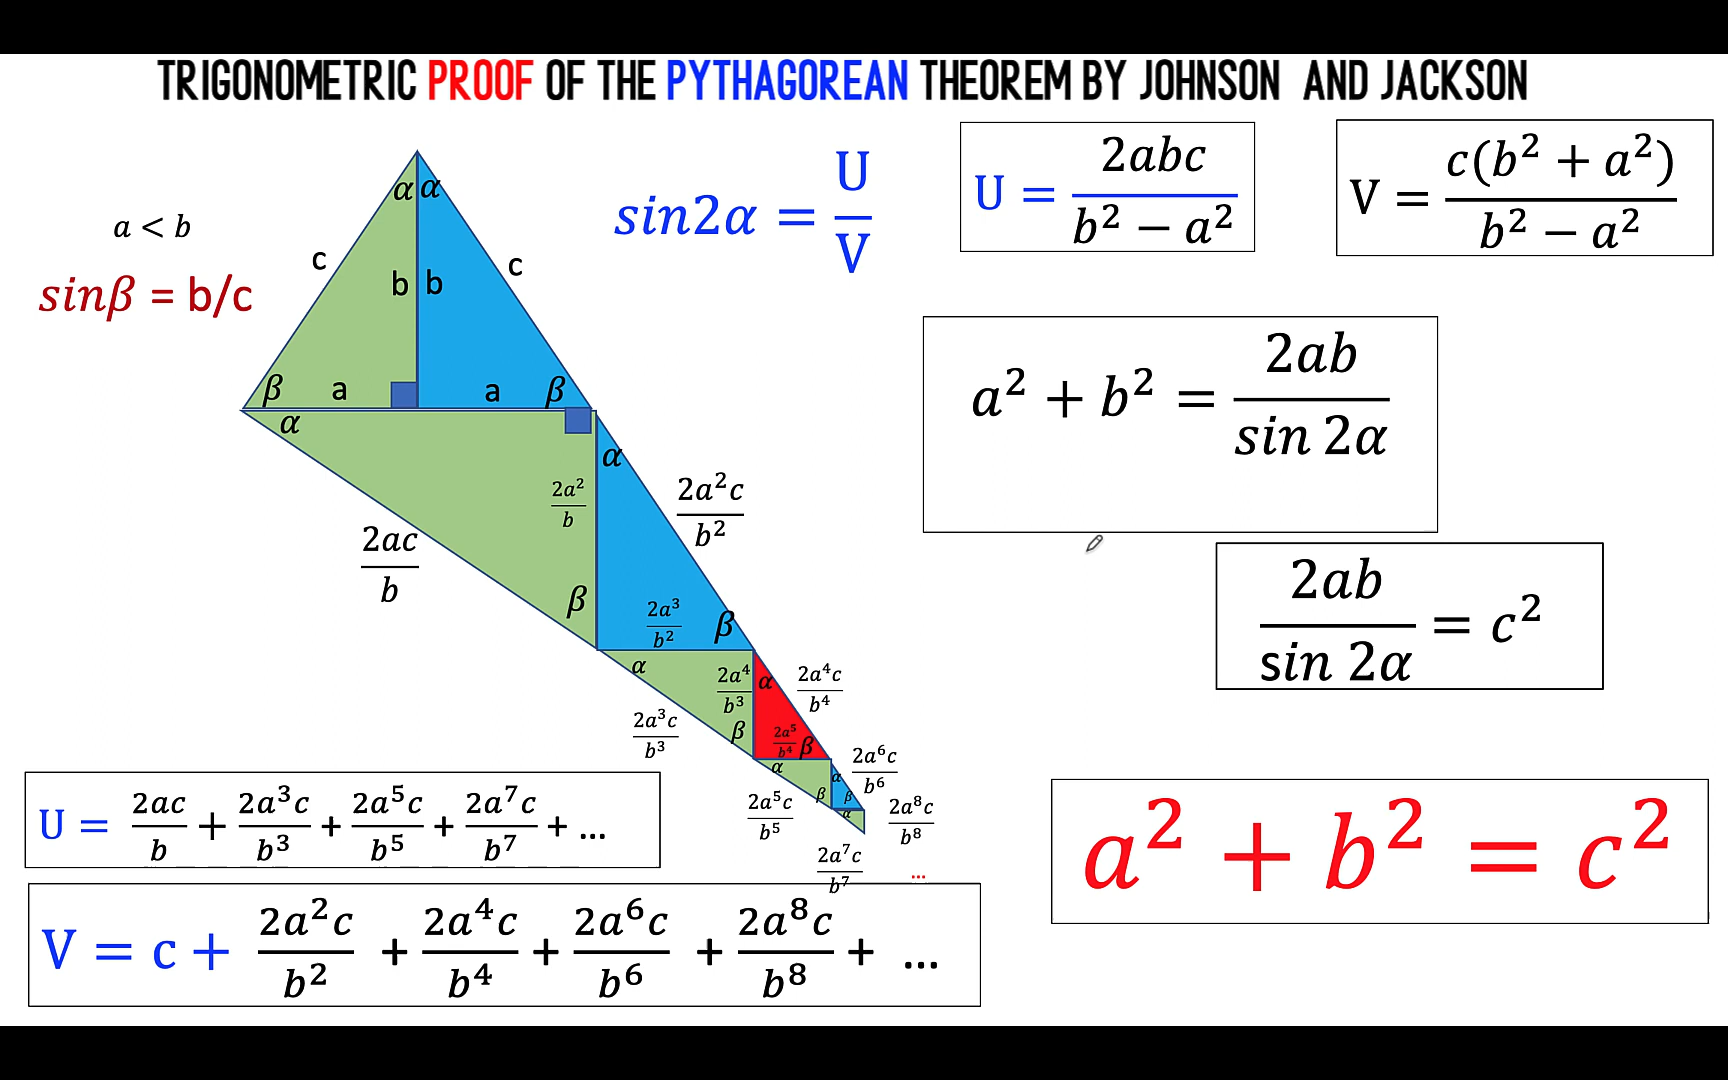 TRIGONOMETRIC PROOF OF THE PYTHAGOREAN THEOREM BY JOHNSON AND JACKSON
a < b
sinβ = b/c
α α
c
b b
c
β a
a β
α
α
2a²/b
2a²c/b²
2ac/b
β
2a³/b²
β
α
2a⁴/b³
α
2a⁴c/b⁴
2a³c/b³
β
2a⁵/b⁴
β
α
α
2a⁶c/b⁶
β
β
α
2a⁵c/b⁵
2a⁸c/b⁸
2a⁷c/b⁷
...
sin2α = U/V
U = 2abc/(b² − a²)
V = c(b² + a²)/(b² − a²)
a² + b² = 2ab/sin 2α
2ab/sin 2α = c²
U = 2ac/b + 2a³c/b³ + 2a⁵c/b⁵ + 2a⁷c/b⁷ + ...
V = c + 2a²c/b² + 2a⁴c/b⁴ + 2a⁶c/b⁶ + 2a⁸c/b⁸ + ...
a² + b² = c²